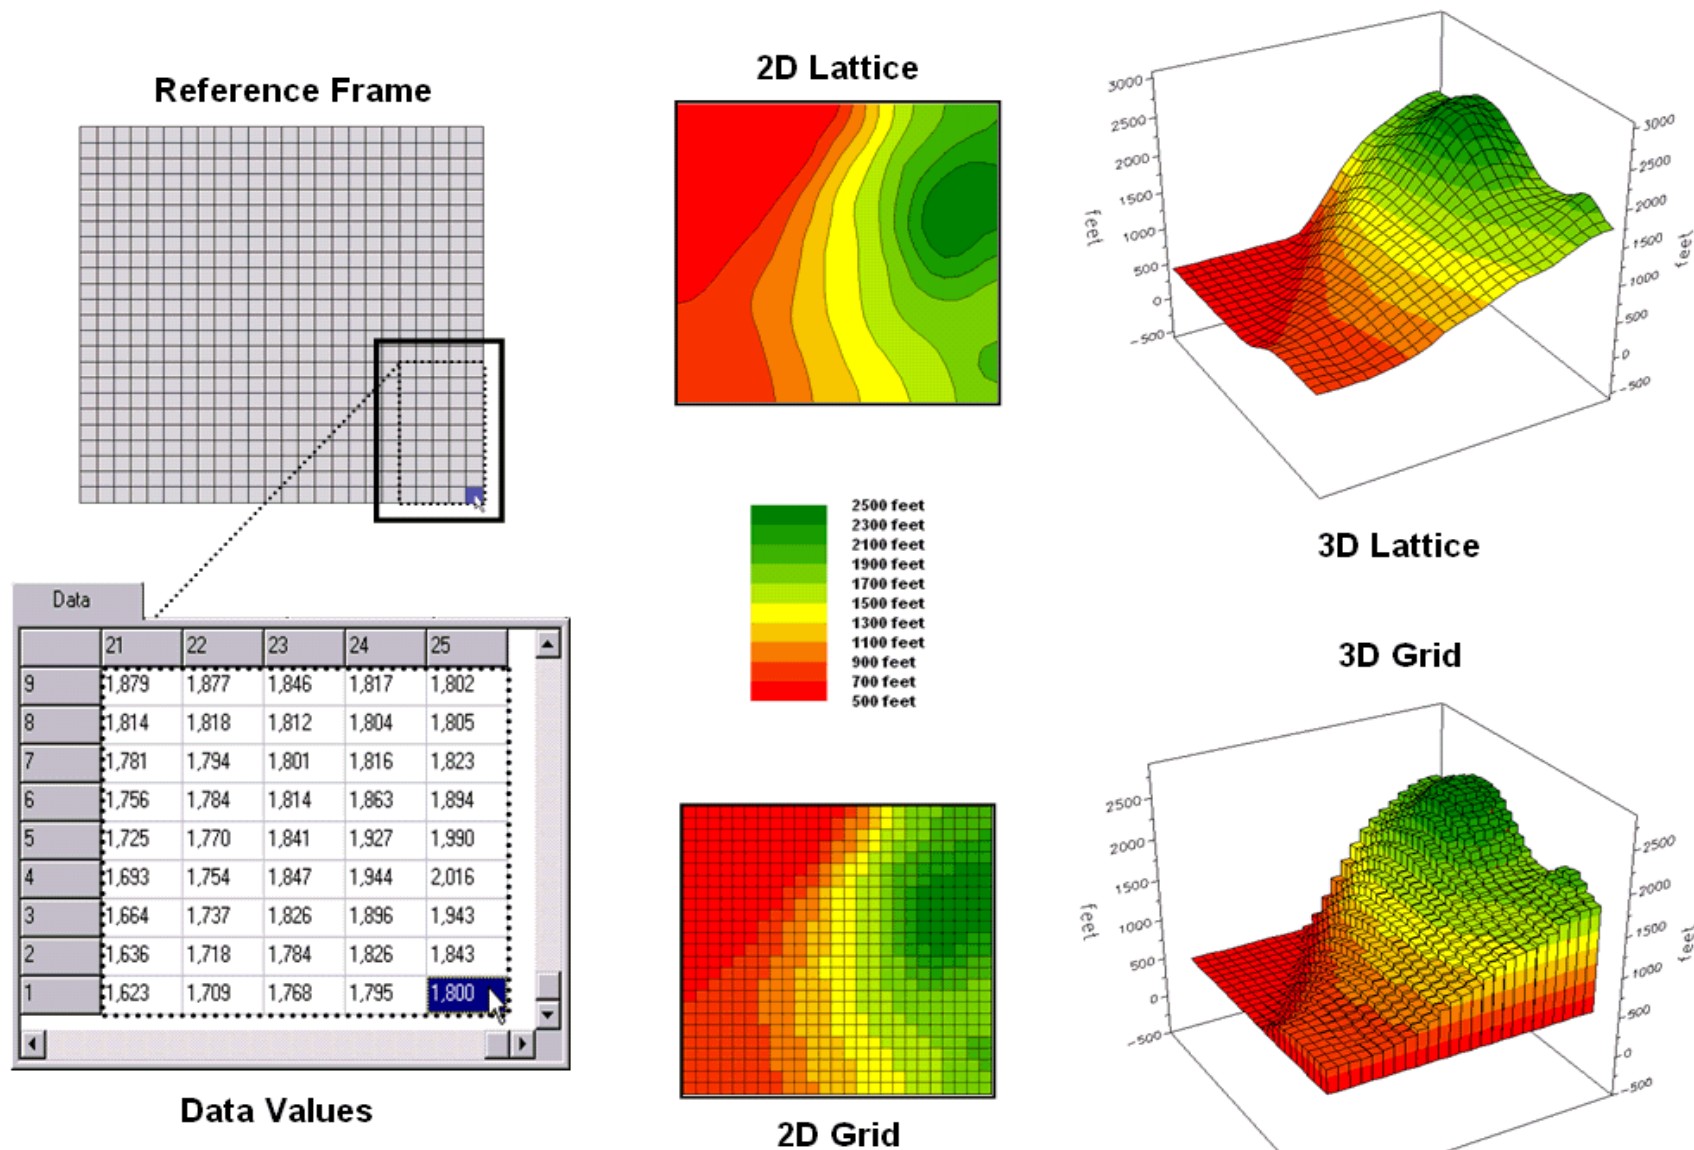 Reference Frame
Data
21 22 23 24 25
9 1,879 1,877 1,846 1,817 1,802
8 1,814 1,818 1,812 1,804 1,805
7 1,781 1,794 1,801 1,816 1,823
6 1,756 1,784 1,814 1,863 1,894
5 1,725 1,770 1,841 1,927 1,990
4 1,693 1,754 1,847 1,944 2,016
3 1,664 1,737 1,826 1,896 1,943
2 1,636 1,718 1,784 1,826 1,843
1 1,623 1,709 1,768 1,795 1,800
Data Values
2D Lattice
2500 feet
2300 feet
2100 feet
1900 feet
1700 feet
1500 feet
1300 feet
1100 feet
900 feet
700 feet
500 feet
2D Grid
3000
2500
2000
1500
1000
500
0
-500
feet
3000
2500
2000
1500
1000
500
0
-500
feet
3D Lattice
3D Grid
2500
2000
1500
1000
500
0
-500
feet
2500
2000
1500
1000
500
0
-500
feet